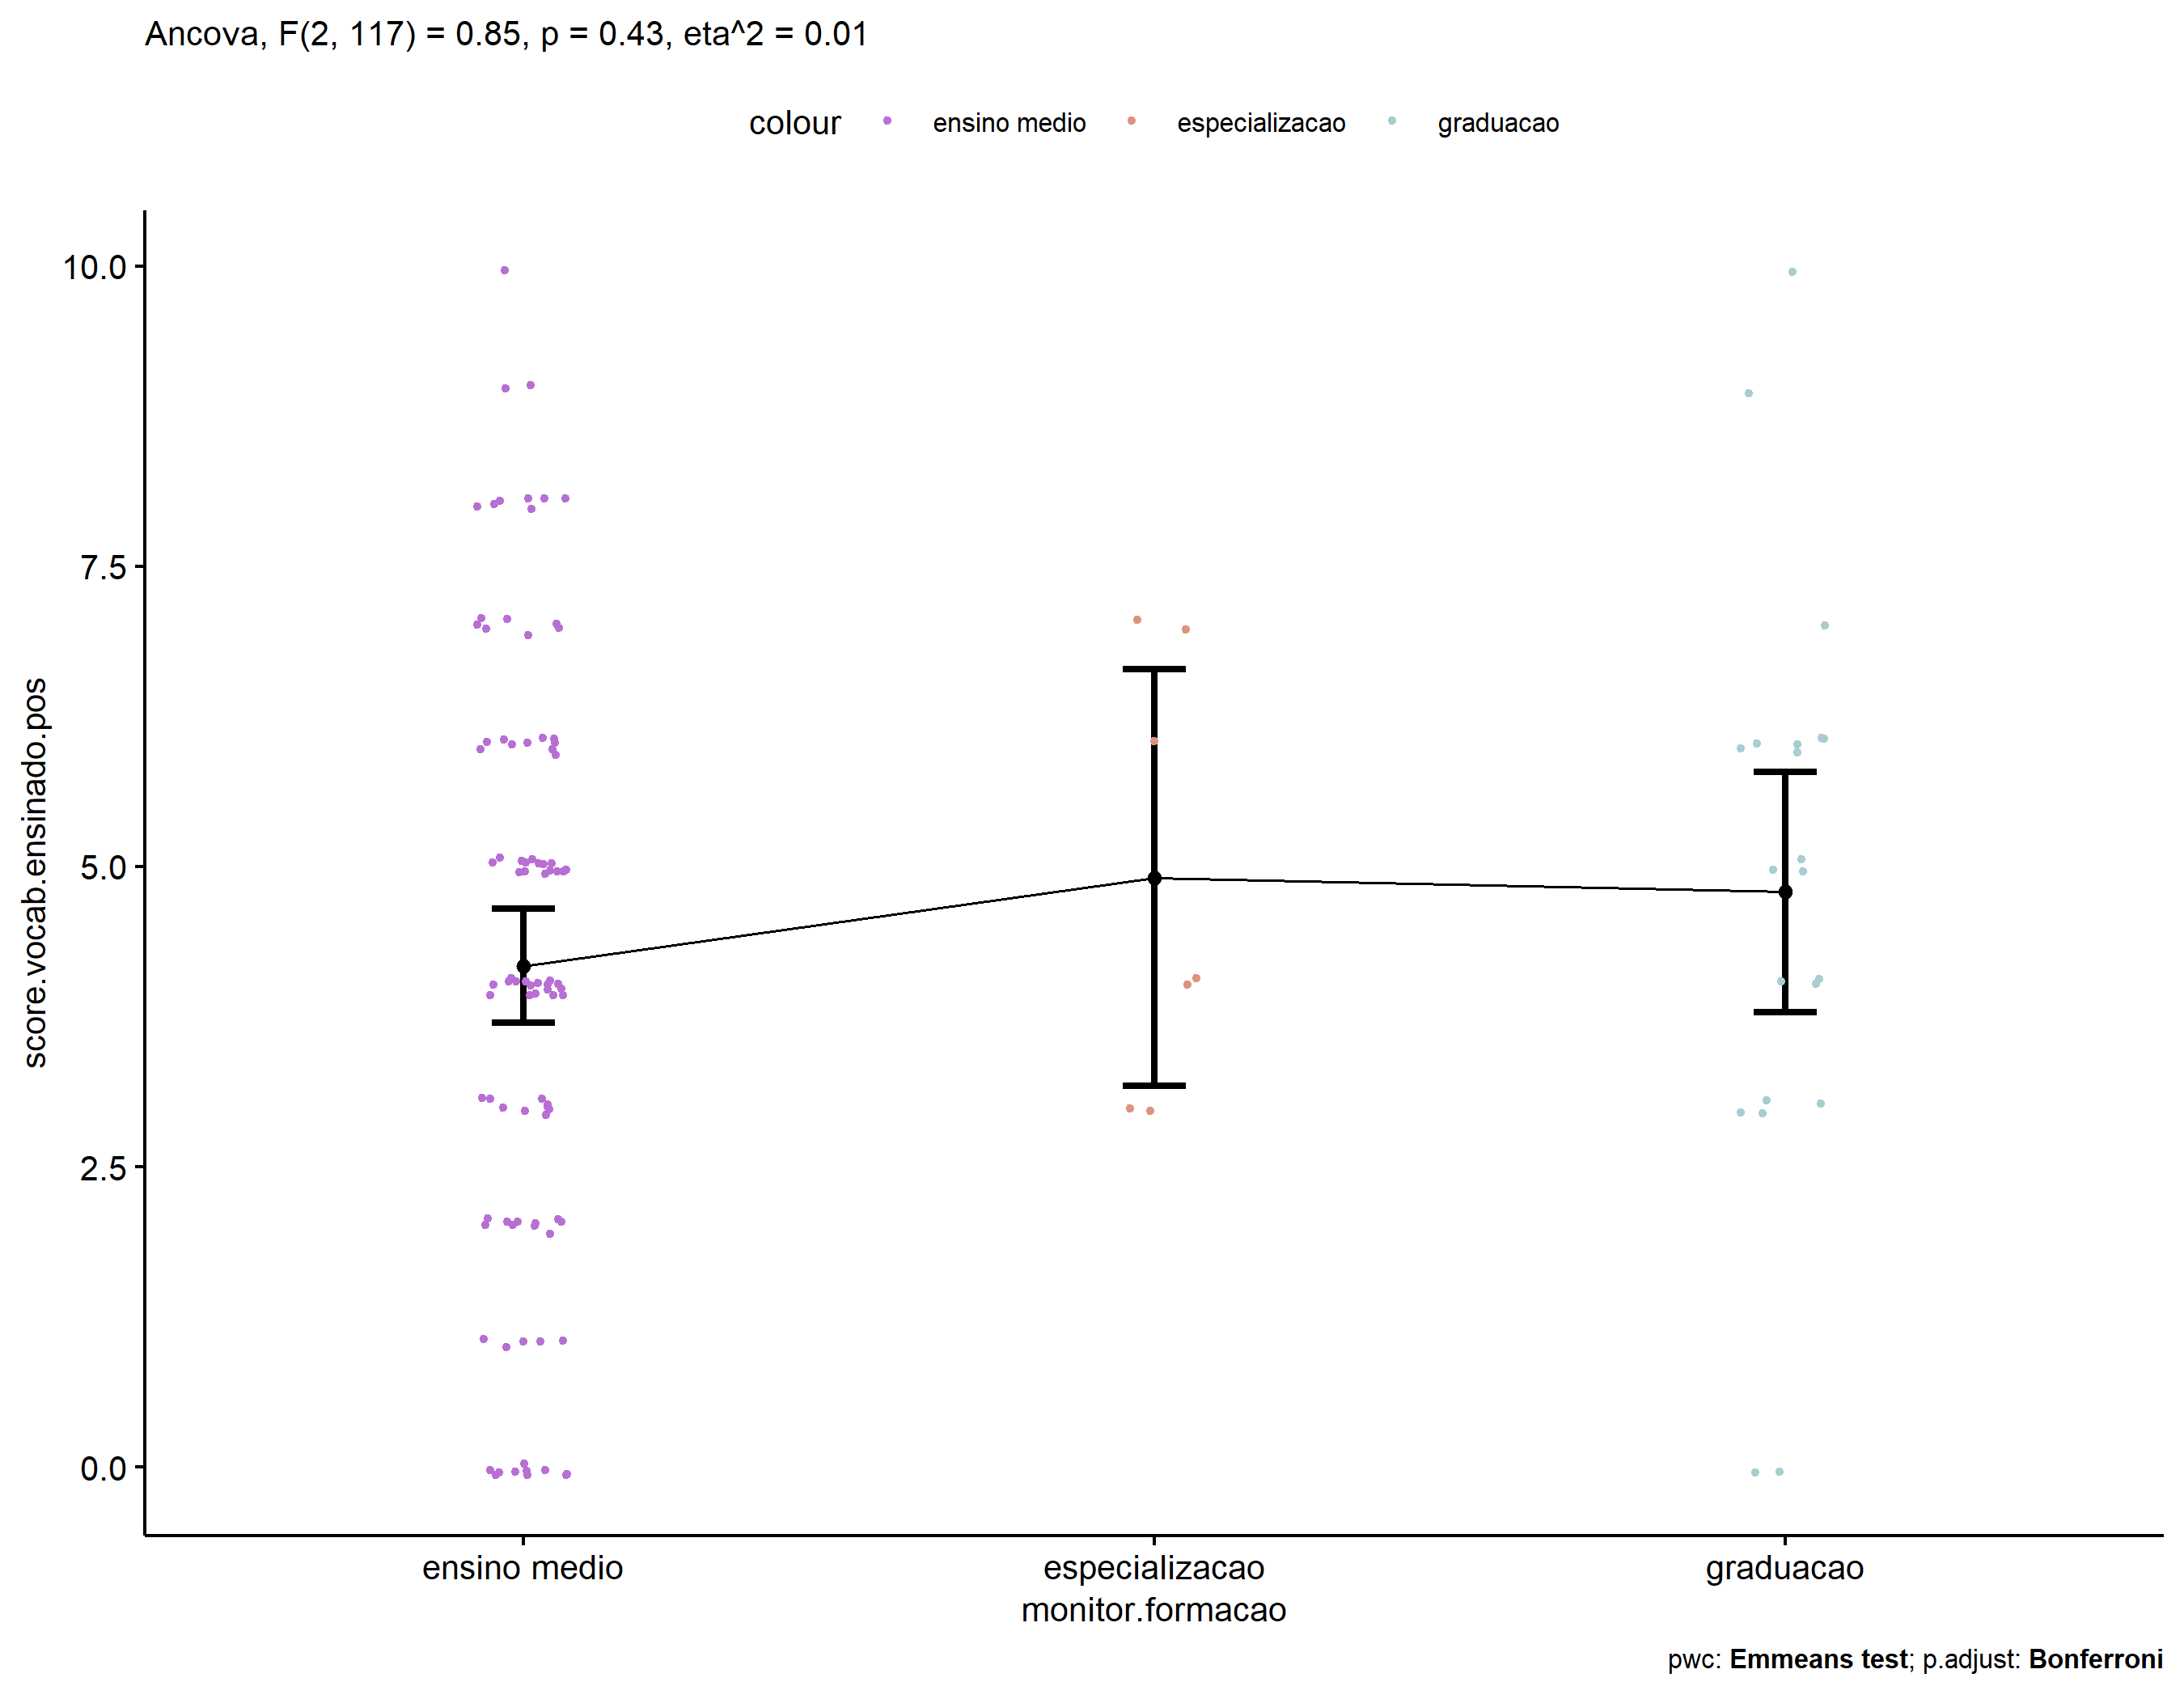 Ancova, F(2, 117) = 0.85, p = 0.43, eta^2 = 0.01
colour ensino medio especializacao graduacao
10.0
7.5
5.0
2.5
0.0
score.vocab.ensinado.pos
ensino medio especializacao graduacao
monitor.formacao
pwc: Emmeans test; p.adjust: Bonferroni